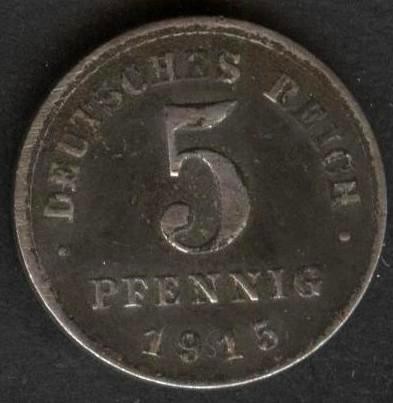 · DEUTSCHES REICH ·
5
PFENNIG
1915